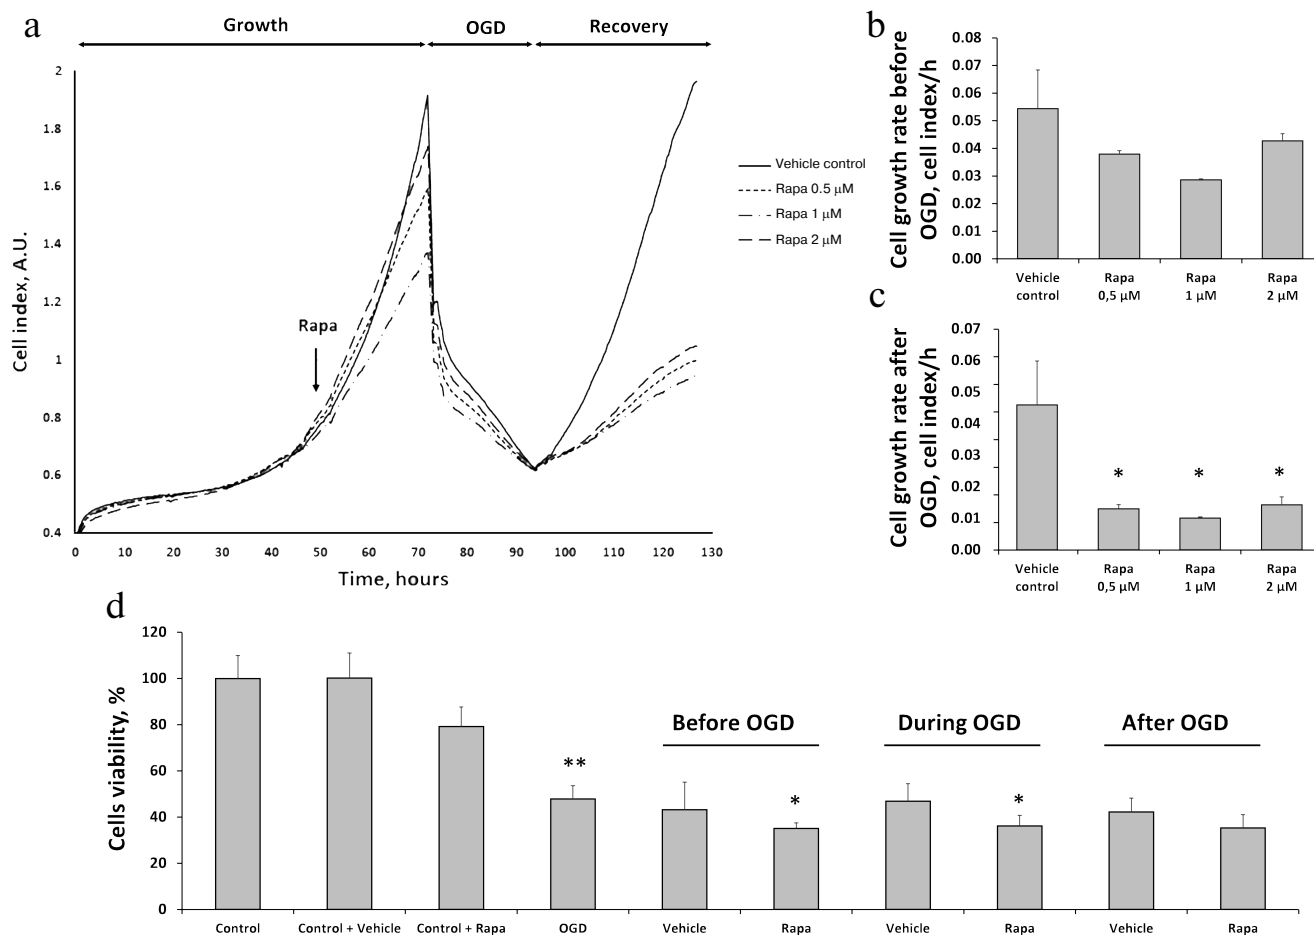 a
Growth
OGD
Recovery
2
1.8
1.6
1.4
1.2
1
0.8
0.6
0.4
Cell index, A.U.
Rapa
0
10
20
30
40
50
60
70
80
90
100
110
120
130
Time, hours
Vehicle control
Rapa 0.5 µM
Rapa 1 µM
Rapa 2 µM
b
Cell growth rate before
OGD, cell index/h
0.08
0.07
0.06
0.05
0.04
0.03
0.02
0.01
0.00
Vehicle
control
Rapa
0,5 µM
Rapa
1 µM
Rapa
2 µM
c
Cell growth rate after
OGD, cell index/h
0.07
0.06
0.05
0.04
0.03
0.02
0.01
0.00
*
*
*
Vehicle
control
Rapa
0,5 µM
Rapa
1 µM
Rapa
2 µM
d
Cells viability, %
120
100
80
60
40
20
0
**
Before OGD
*
During OGD
*
After OGD
Control
Control + Vehicle
Control + Rapa
OGD
Vehicle
Rapa
Vehicle
Rapa
Vehicle
Rapa